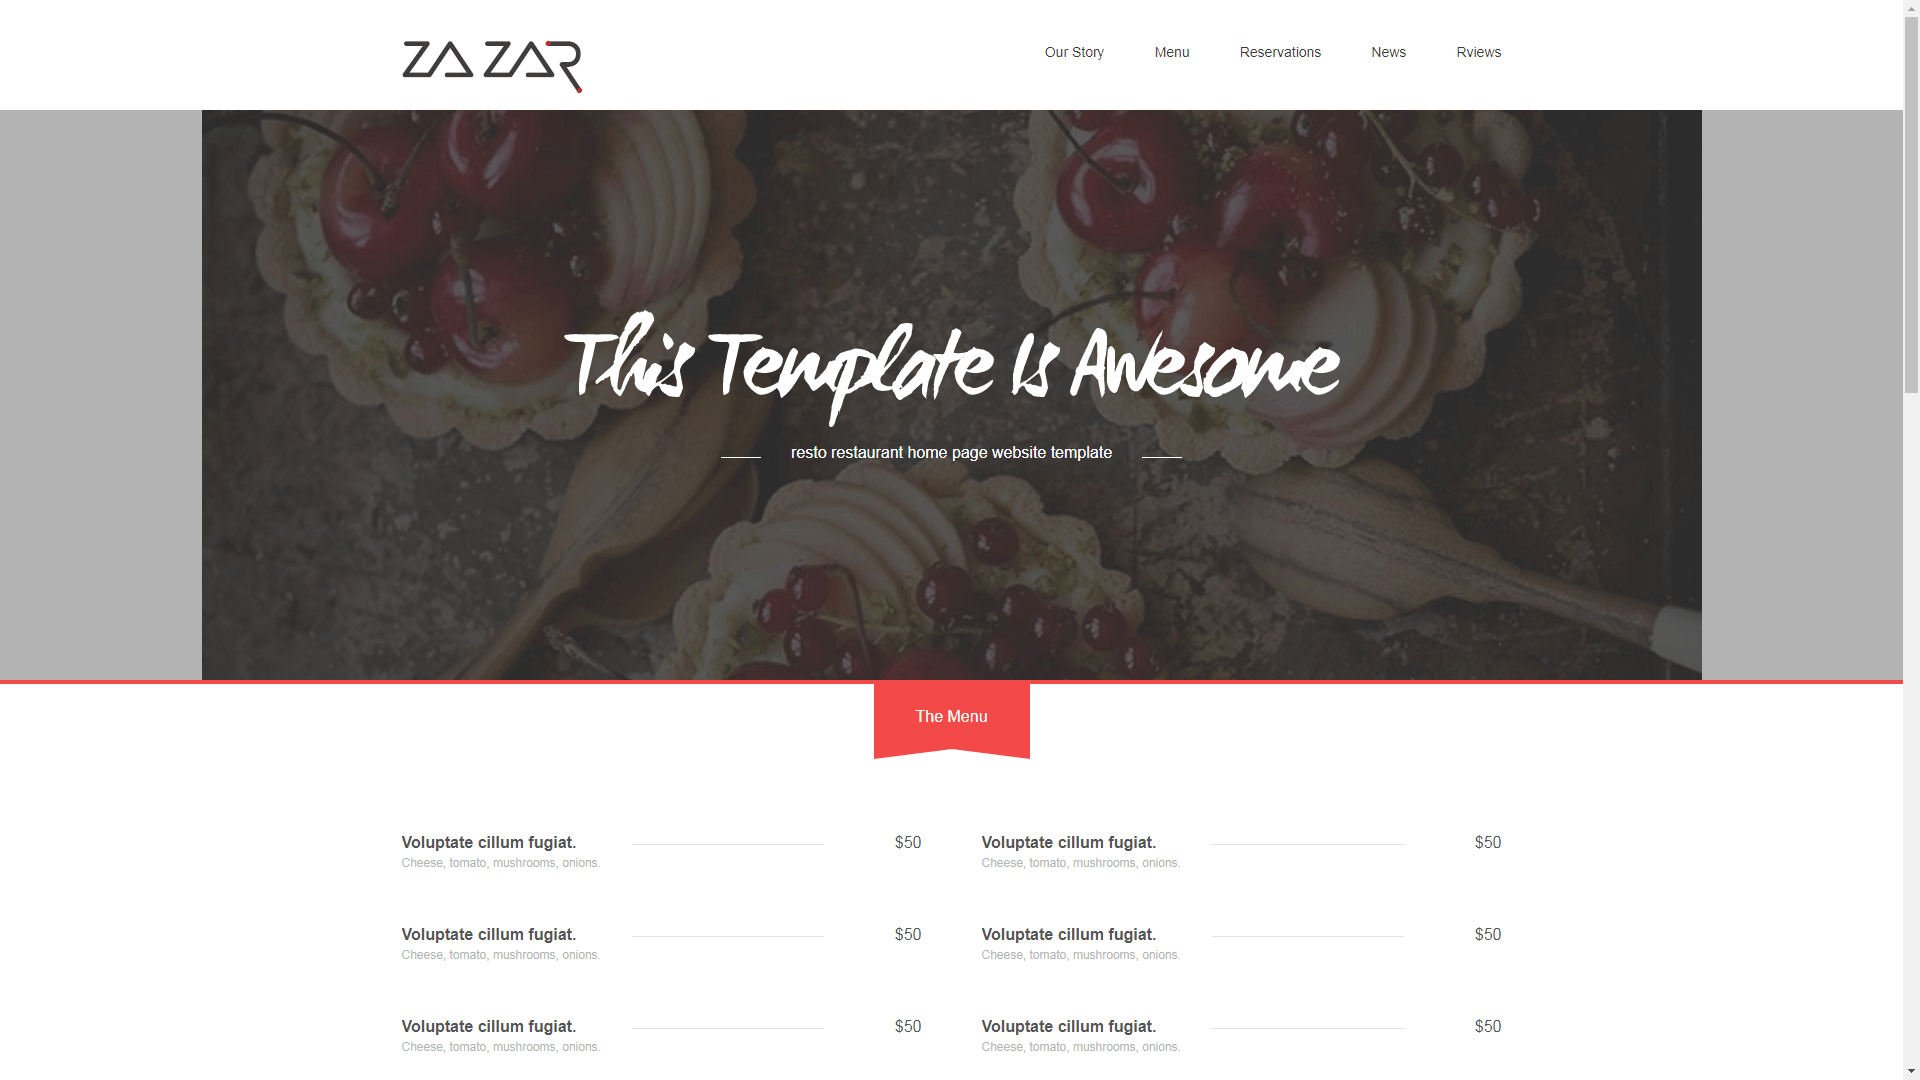 ZAZAR
Our Story
Menu
Reservations
News
Rviews
This Template Is Awesome
resto restaurant home page website template
The Menu
Voluptate cillum fugiat.
$50
Cheese, tomato, mushrooms, onions.
Voluptate cillum fugiat.
$50
Cheese, tomato, mushrooms, onions.
Voluptate cillum fugiat.
$50
Cheese, tomato, mushrooms, onions.
Voluptate cillum fugiat.
$50
Cheese, tomato, mushrooms, onions.
Voluptate cillum fugiat.
$50
Cheese, tomato, mushrooms, onions.
Voluptate cillum fugiat.
$50
Cheese, tomato, mushrooms, onions.